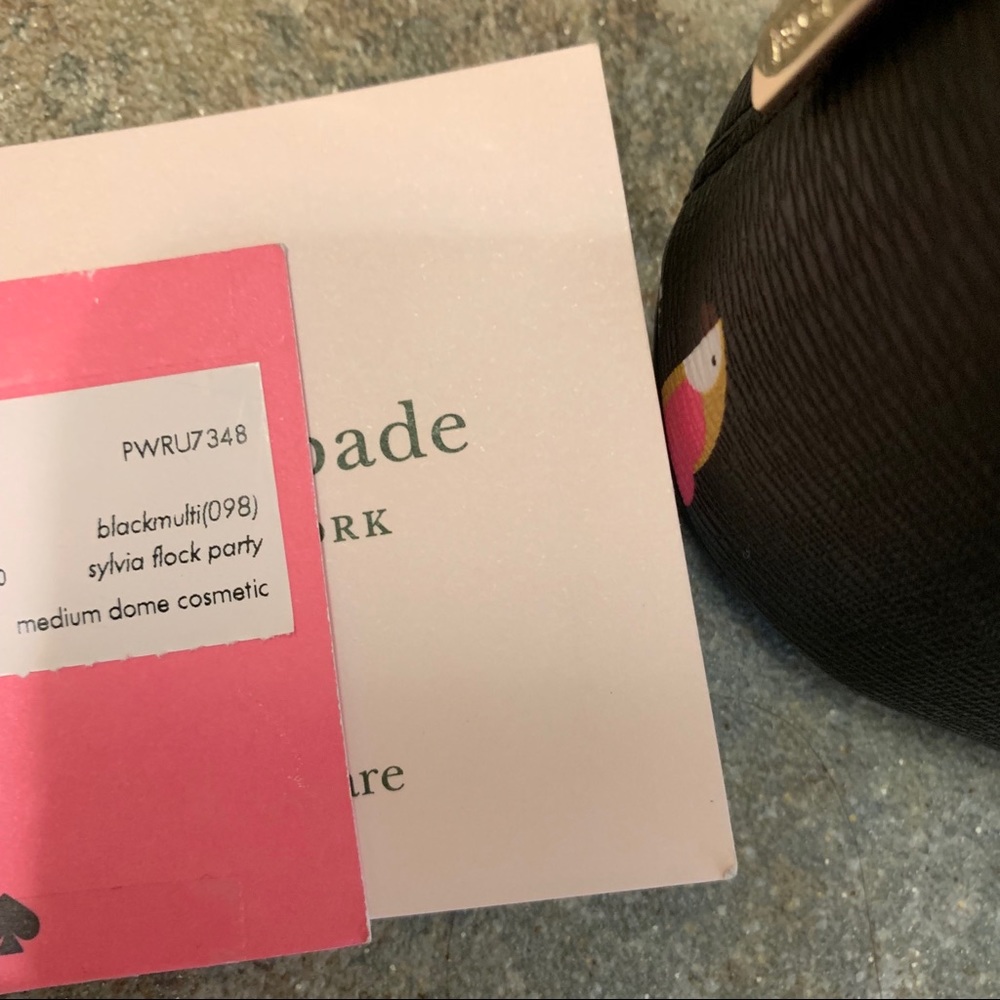 PWRU7348
blackmulti(098)
sylvia flock party
medium dome cosmetic
pade
ORK
are